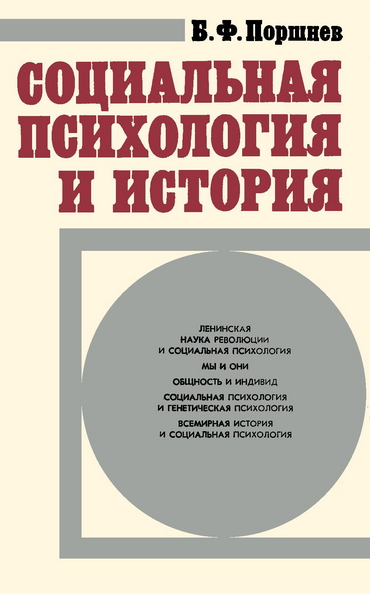 Б. Ф. Поршнев
СОЦИАЛЬНАЯ
ПСИХОЛОГИЯ
И ИСТОРИЯ
ЛЕНИНСКАЯ
НАУКА РЕВОЛЮЦИИ
И СОЦИАЛЬНАЯ ПСИХОЛОГИЯ
МЫ И ОНИ
ОБЩНОСТЬ И ИНДИВИД
СОЦИАЛЬНАЯ ПСИХОЛОГИЯ
И ГЕНЕТИЧЕСКАЯ ПСИХОЛОГИЯ
ВСЕМИРНАЯ ИСТОРИЯ
И СОЦИАЛЬНАЯ ПСИХОЛОГИЯ